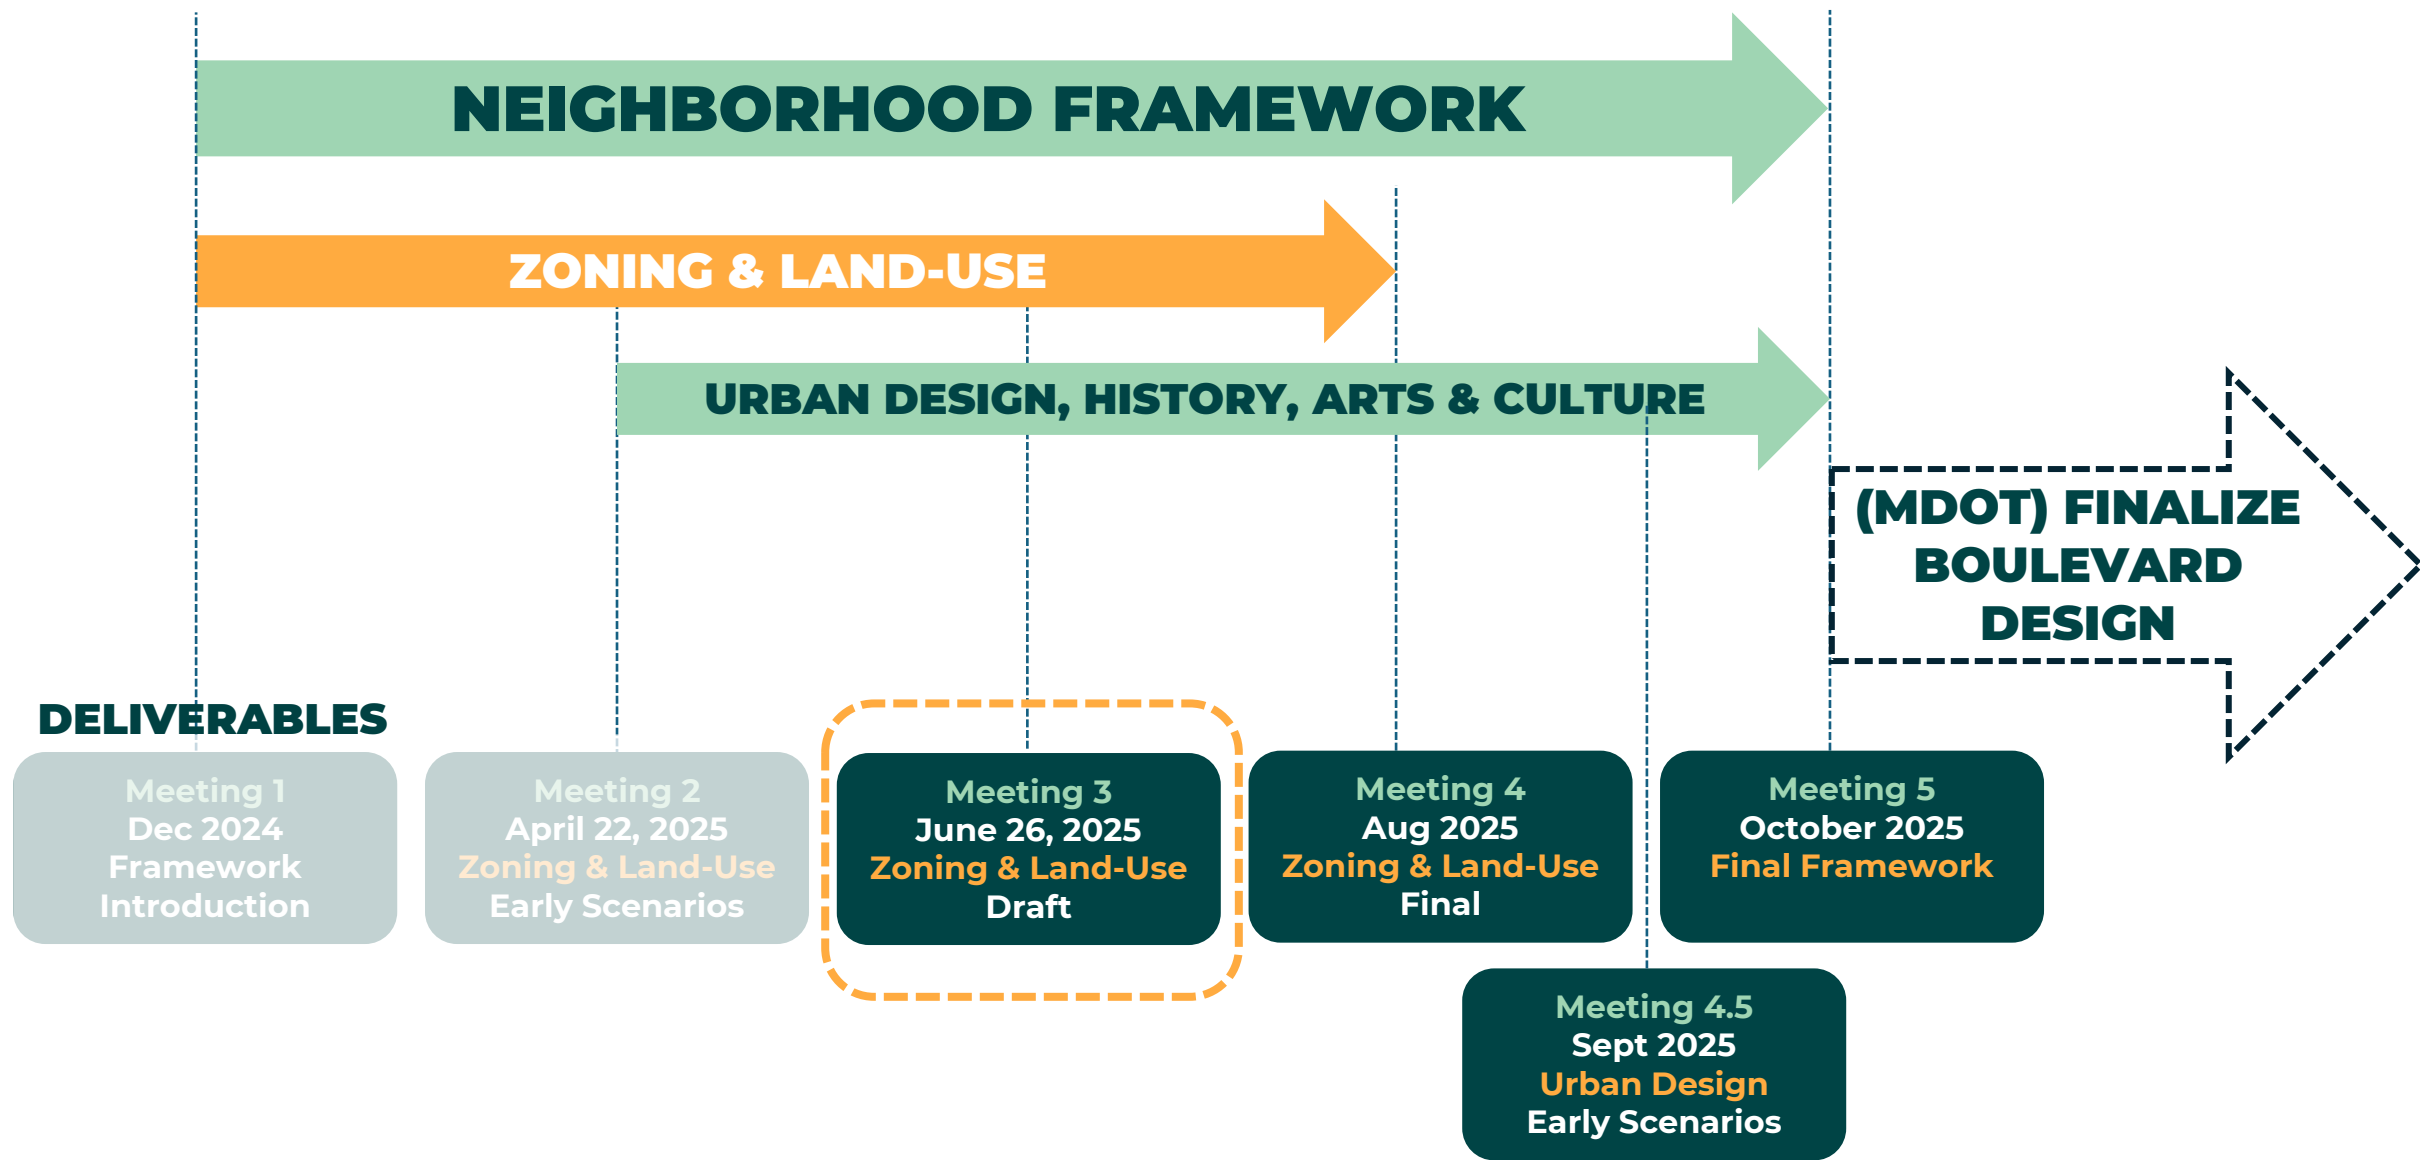 NEIGHBORHOOD FRAMEWORK
ZONING & LAND-USE
URBAN DESIGN, HISTORY, ARTS & CULTURE
(MDOT) FINALIZE
BOULEVARD
DESIGN
DELIVERABLES
Meeting 1
Dec 2024
Framework
Introduction
Meeting 2
April 22, 2025
Zoning & Land-Use
Early Scenarios
Meeting 3
June 26, 2025
Zoning & Land-Use
Draft
Meeting 4
Aug 2025
Zoning & Land-Use
Final
Meeting 5
October 2025
Final Framework
Meeting 4.5
Sept 2025
Urban Design
Early Scenarios